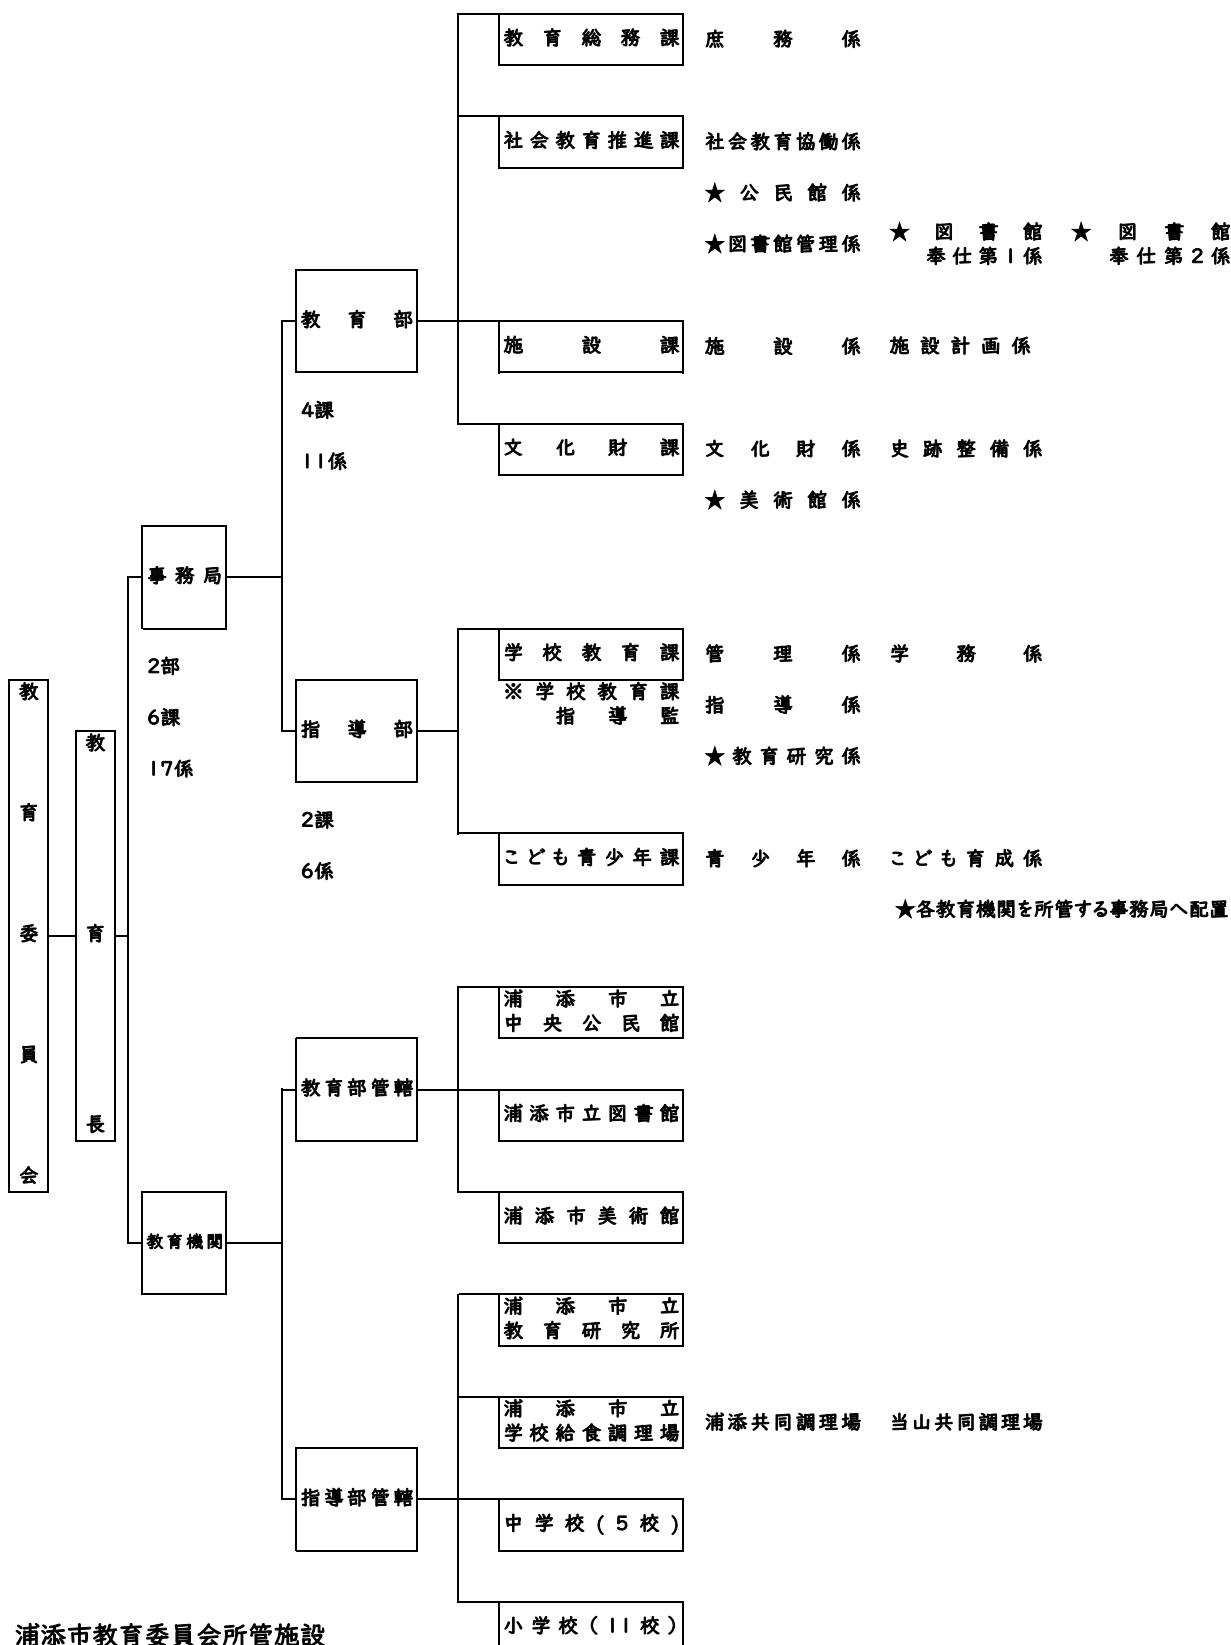 教育総務課 庶務係
社会教育推進課 社会教育協働係
★公民館係
★図書館管理係 ★図書館奉仕第1係 ★図書館奉仕第2係
教育部
施設課 施設係 施設計画係
4課
11係
文化財課 文化財係 史跡整備係
★美術館係
事務局
2部
6課
17係
学校教育課 管理係 学務係
※学校教育課
指導監
指導係
★教育研究係
指導部
2課
6係
こども青少年課 青少年係 こども育成係
★各教育機関を所管する事務局へ配置
教育委員会
教育長
浦添市立
中央公民館
教育部管轄
浦添市立図書館
浦添市美術館
教育機関
浦添市立
教育研究所
浦添市立
学校給食調理場
浦添共同調理場 当山共同調理場
指導部管轄
中学校(5校)
小学校(11校)
浦添市教育委員会所管施設